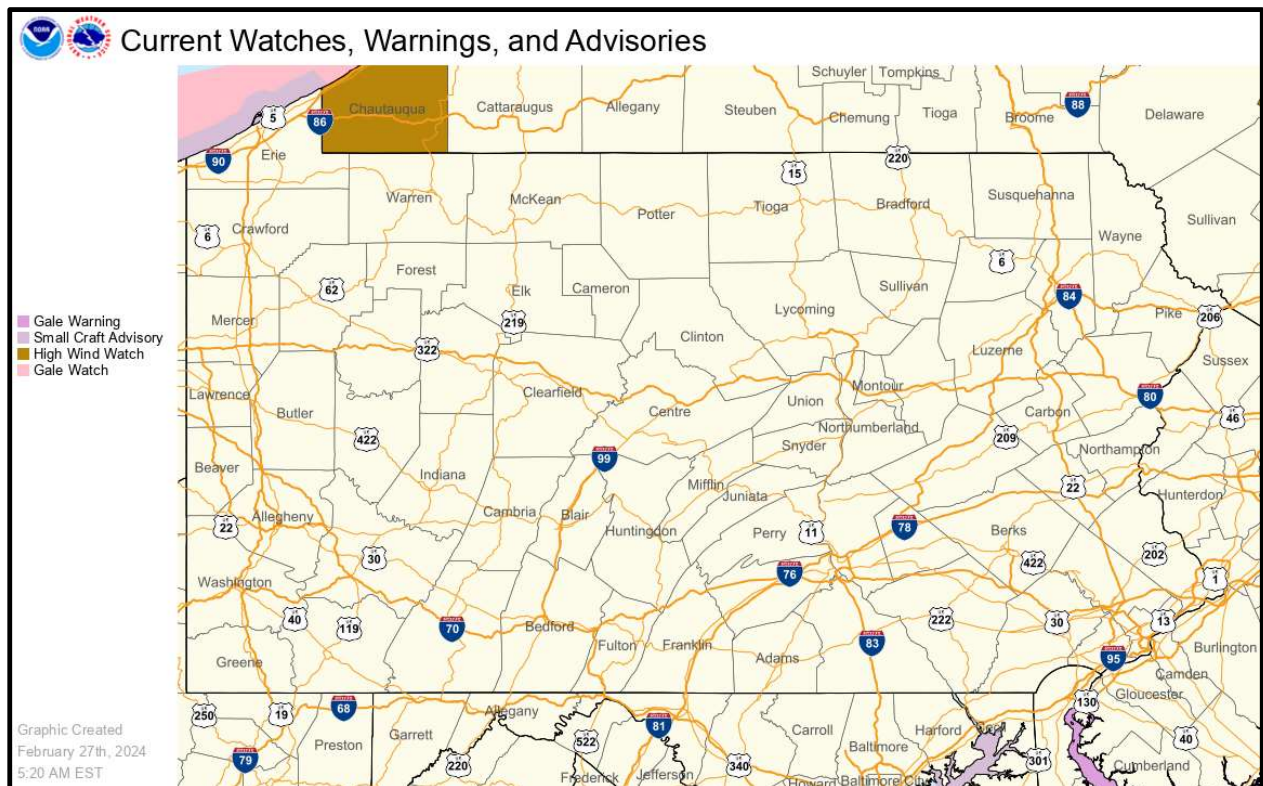 NOAA
Current Watches, Warnings, and Advisories
Schuyler
Tompkins
88
Chautauqua
Cattaraugus
Allegany
Steuben
Chemung
Tioga
Broome
Delaware
5
86
90
Erie
220
15
Warren
McKean
Potter
Tioga
Bradford
Susquehanna
Sullivan
Crawford
6
Wayne
Forest
6
62
Elk
Cameron
Sullivan
84
Lycoming
Pike
206
Gale Warning
Small Craft Advisory
High Wind Watch
Gale Watch
Mercer
219
322
Clinton
Luzerne
Sussex
Lawrence
Clearfield
Montour
80
Butler
Centre
Union
Carbon
46
Northumberland
422
99
Snyder
209
Northampton
Beaver
Indiana
Mifflin
Juniata
22
Hunterdon
Allegheny
22
Cambria
Blair
Huntingdon
Perry
11
78
Berks
30
202
422
Washington
76
1
40
119
70
Bedford
Fulton
Franklin
Adams
83
222
30
13
Greene
95
Burlington
Camden
Gloucester
250
19
68
Allegany
81
Carroll
Harford
Cecil
130
Graphic Created
February 27th, 2024
5:20 AM EST
79
Preston
Garrett
220
522
Frederick
Jefferson
340
Howard
Baltimore
Baltimore City
301
40
Cumberland